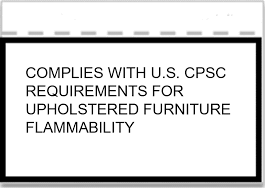 COMPLIES WITH U.S. CPSC
REQUIREMENTS FOR
UPHOLSTERED FURNITURE
FLAMMABILITY